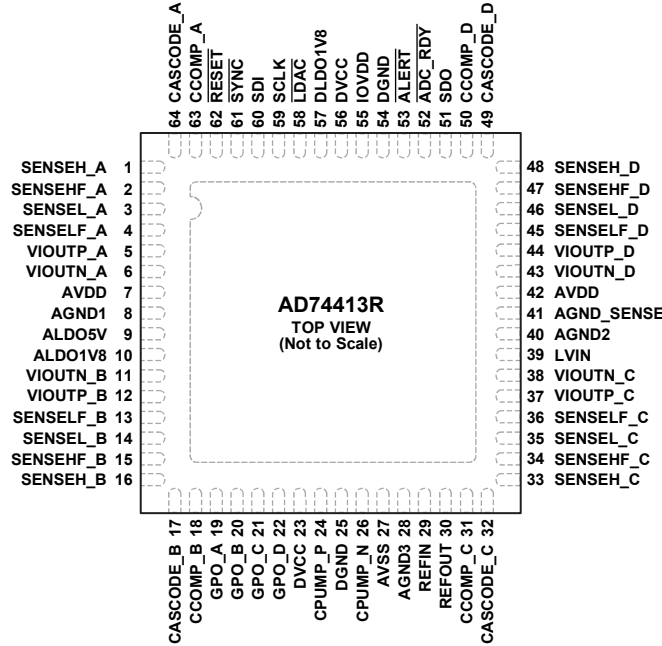 64 CASCODE_A
63 CCOMP_A
62 RESET
61 SYNC
60 SDI
59 SCLK
58 LDAC
57 DLDO1V8
56 DVCC
55 IOVDD
54 DGND
53 ALERT
52 ADC_RDY
51 SDO
50 CCOMP_D
49 CASCODE_D
SENSEH_A 1
SENSEHF_A 2
SENSEL_A 3
SENSELF_A 4
VIOUTP_A 5
VIOUTN_A 6
AVDD 7
AGND1 8
ALDO5V 9
ALDO1V8 10
VIOUTN_B 11
VIOUTP_B 12
SENSELF_B 13
SENSEL_B 14
SENSEHF_B 15
SENSEH_B 16
AD74413R
TOP VIEW
(Not to Scale)
48 SENSEH_D
47 SENSEHF_D
46 SENSEL_D
45 SENSELF_D
44 VIOUTP_D
43 VIOUTN_D
42 AVDD
41 AGND_SENSE
40 AGND2
39 LVIN
38 VIOUTN_C
37 VIOUTP_C
36 SENSELF_C
35 SENSEL_C
34 SENSEHF_C
33 SENSEH_C
CASCODE_B 17
CCOMP_B 18
GPO_A 19
GPO_B 20
GPO_C 21
GPO_D 22
DVCC 23
CPUMP_P 24
DGND 25
CPUMP_N 26
AVSS 27
AGND3 28
REFIN 29
REFOUT 30
CCOMP_C 31
CASCODE_C 32